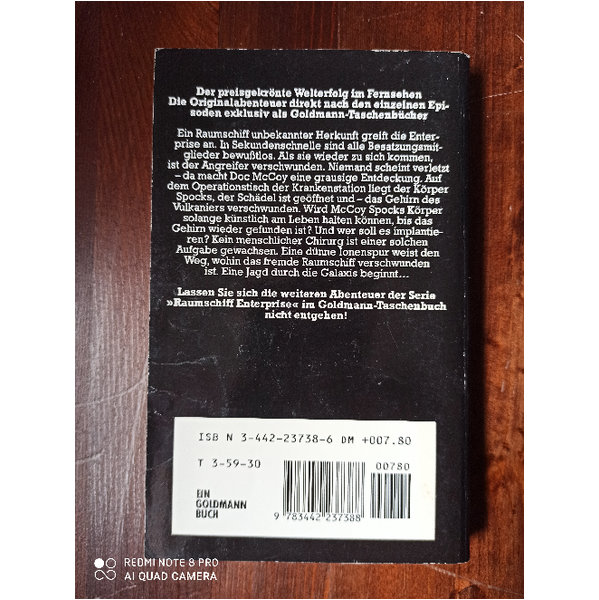 Der preisgekrönte Welterfolg im Fernsehen
Die Originalabenteuer direkt nach den einzelnen Epi-
soden exklusiv als Goldmann-Taschenbücher
Ein Raumschiff unbekannter Herkunft greift die Enter-
prise an. In Sekundenschnelle sind alle Besatzungsmit-
glieder bewußtlos. Als sie wieder zu sich kommen,
ist der Angreifer verschwunden. Niemand scheint verletzt
– da macht Doc McCoy eine grausige Entdeckung. Auf
dem Operationstisch der Krankenstation liegt der Körper
Spocks, der Schädel ist geöffnet und – das Gehirn des
Vulkaniers verschwunden. Wird McCoy Spocks Körper
solange künstlich am Leben halten können, bis das
Gehirn wieder gefunden ist? Und wer soll es implantie-
ren? Kein menschlicher Chirurg ist einer solchen
Aufgabe gewachsen. Eine dünne Ionenspur weist den
Weg, wohin das fremde Raumschiff verschwunden
ist. Eine Jagd durch die Galaxis beginnt...
Lassen Sie sich die weiteren Abenteuer der Serie
»Raumschiff Enterprise« im Goldmann-Taschenbuch
nicht entgehen!
ISB N 3-442-23738-6 DM +007.80
T 3-59-30
00780
EIN
GOLDMANN
BUCH
9 783442 237388
REDMI NOTE 8 PRO
AI QUAD CAMERA